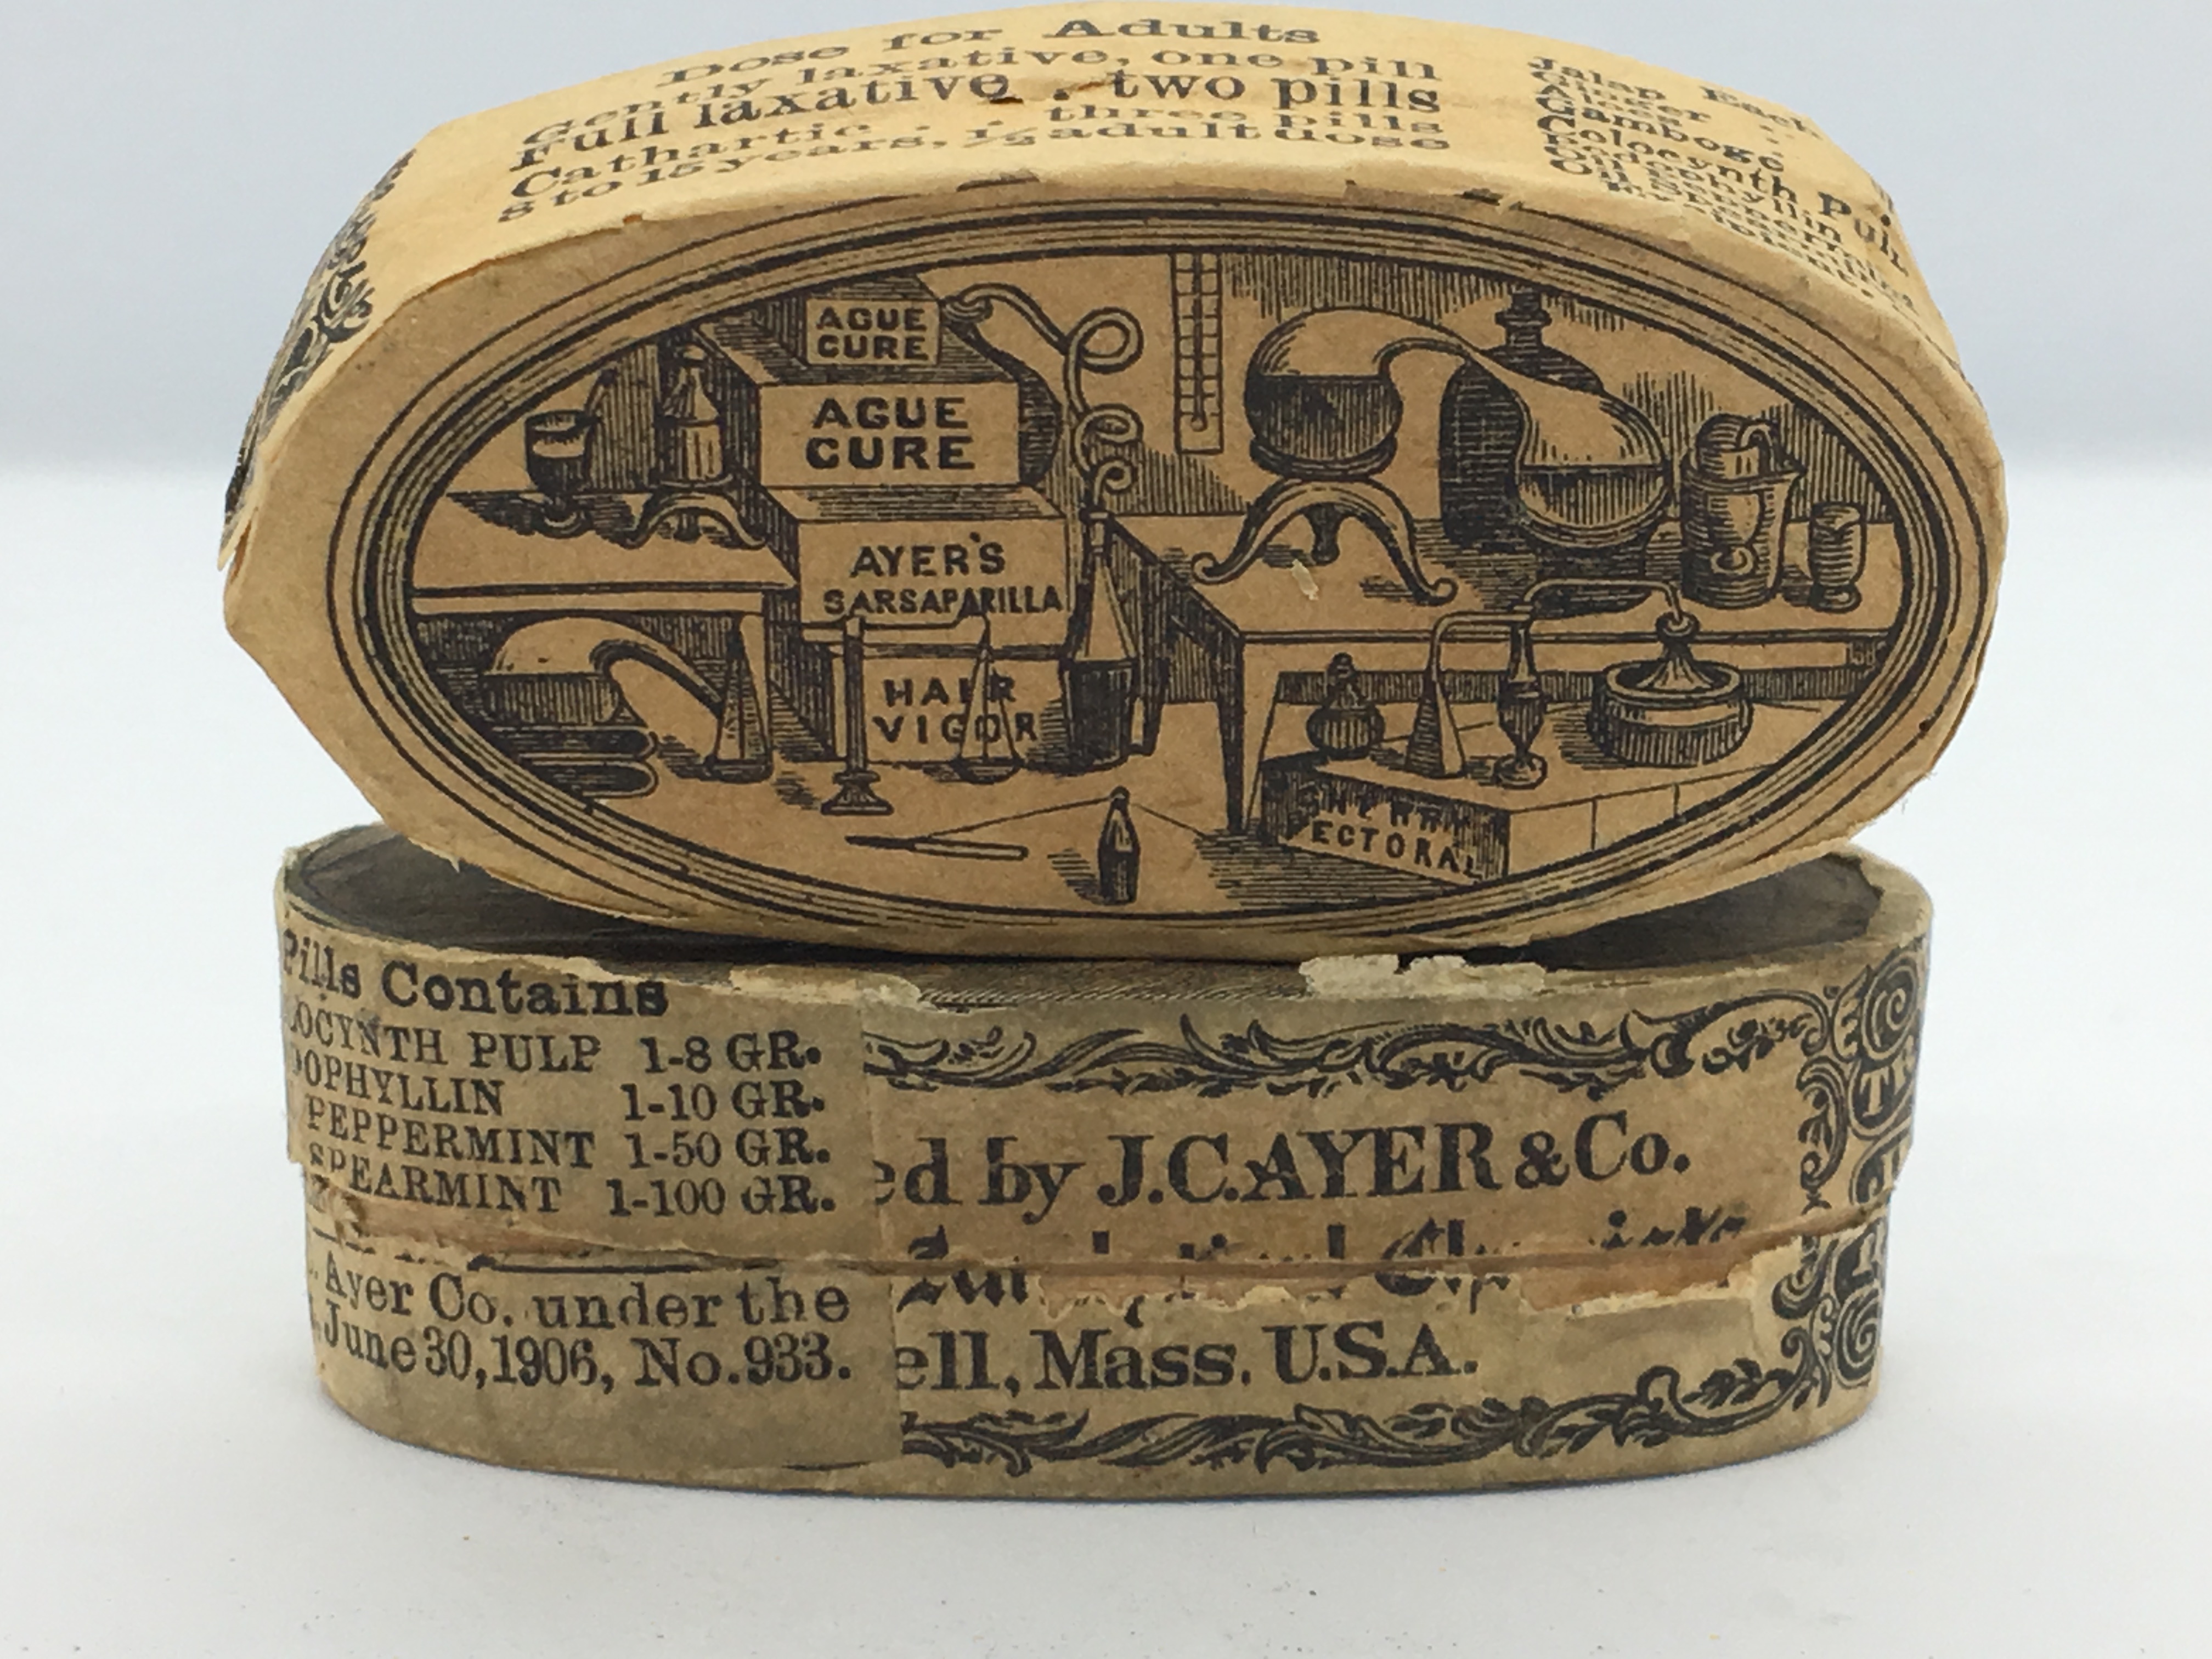 Dose for Adults
Gently laxative, one pill
Full laxative . two pills
Cathartic . . three pills
8 to 15 years, ½ adult dose
Jalap
Ginger
Gamboge
Colocynth Pulp
AGUE
CURE
AGUE
CURE
AYER'S
SARSAPARILLA
HAIR
VIGOR
ECTORAL
Pills Contains
LOCYNTH PULP 1-8 GR.
OPHYLLIN 1-10 GR.
PEPPERMINT 1-50 GR.
SPEARMINT 1-100 GR.
Ayer Co. under the
June 30, 1906, No. 933.
ed by J.C. AYER & Co.
ell, Mass. U.S.A.